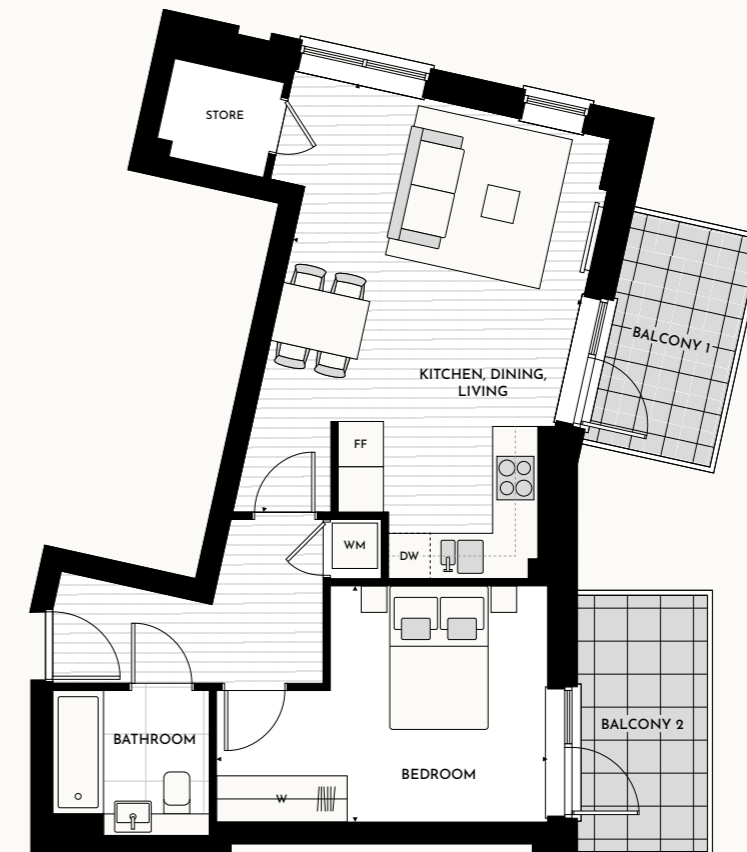 STORE
BALCONY 1
KITCHEN, DINING,
LIVING
FF
WM
DW
BALCONY 2
BATHROOM
BEDROOM
W